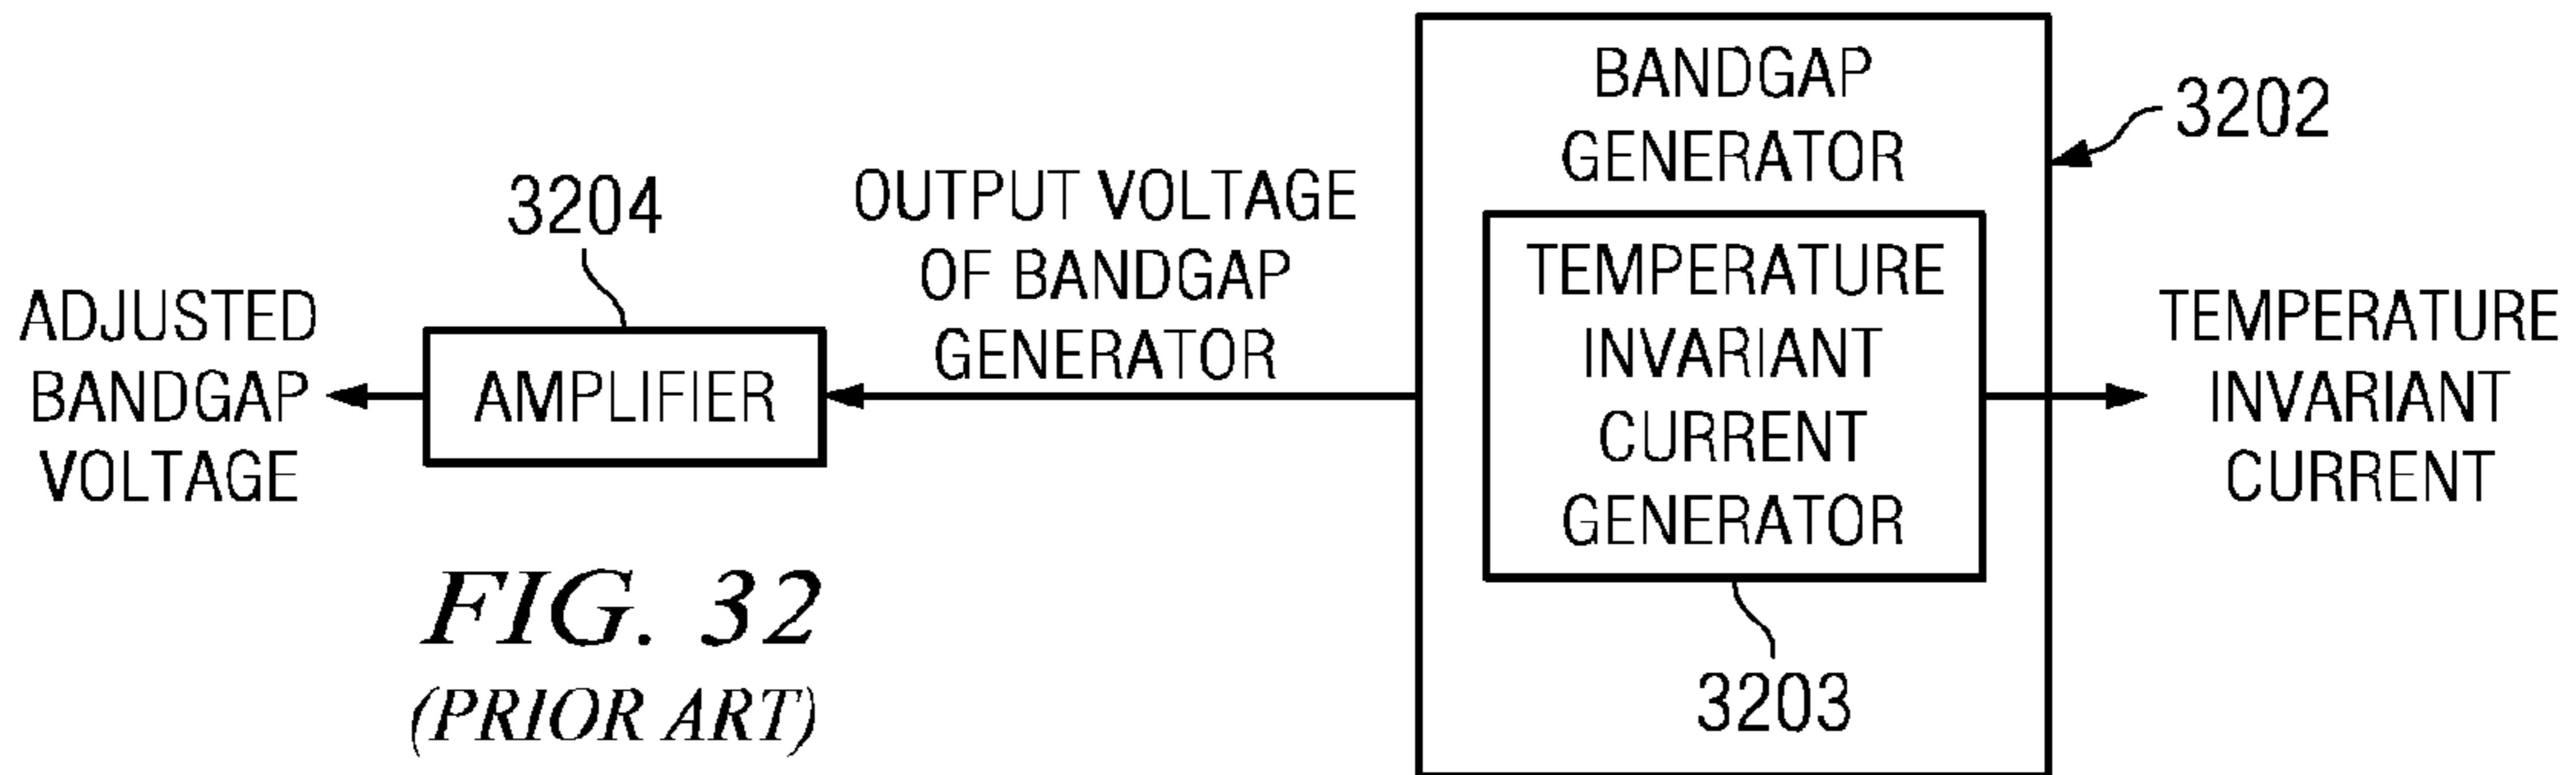 BANDGAP
GENERATOR
3202
3204
OUTPUT VOLTAGE
OF BANDGAP
GENERATOR
TEMPERATURE
INVARIANT
CURRENT
GENERATOR
ADJUSTED
BANDGAP
VOLTAGE
AMPLIFIER
TEMPERATURE
INVARIANT
CURRENT
3203
FIG. 32
(PRIOR ART)